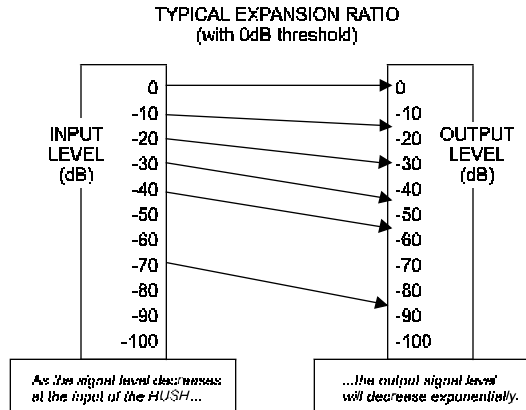 TYPICAL EXPANSION RATIO
(with 0dB threshold)
INPUT
LEVEL
(dB)
0
-10
-20
-30
-40
-50
-60
-70
-80
-90
-100
0
-10
-20
-30
-40
-50
-60
-70
-80
-90
-100
OUTPUT
LEVEL
(dB)
As the signal level decreases
at the input of the HUSH...
...the output signal level
will decrease exponentially.